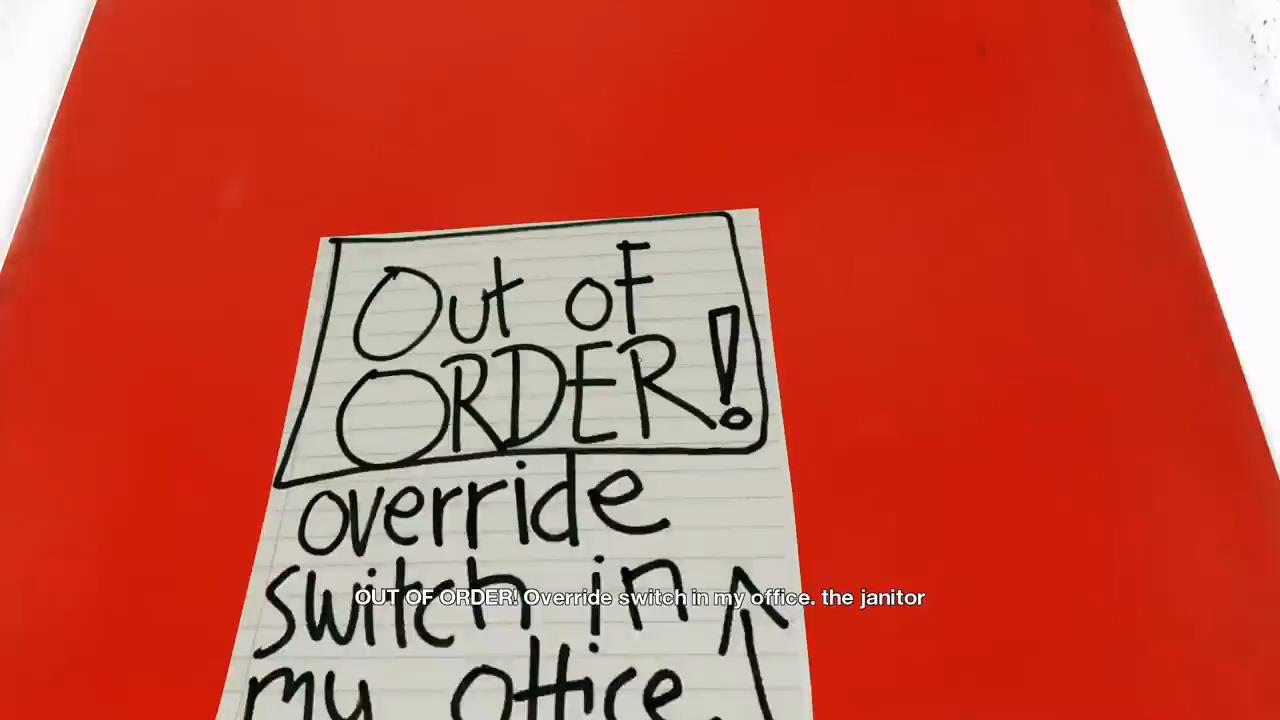 Out of
ORDER!
override
switch in
my office.
OUT OF ORDER! Override switch in my office. the janitor